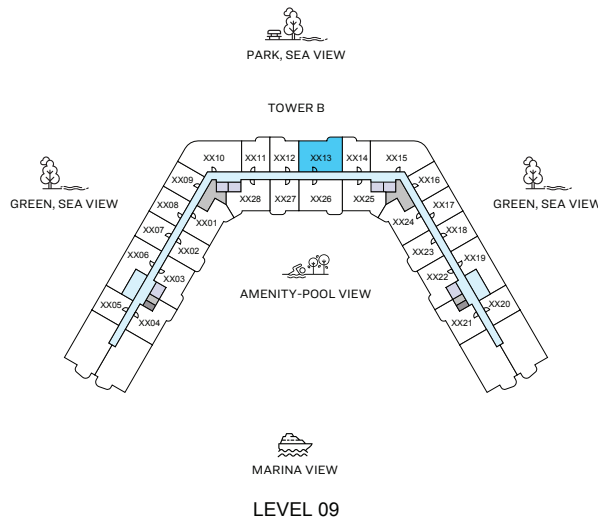 PARK, SEA VIEW
TOWER B
XX10 XX11 XX12 XX13 XX14 XX15
XX09 XX16
GREEN, SEA VIEW GREEN, SEA VIEW
XX08 XX28 XX27 XX26 XX25 XX17
XX07 XX01 XX24 XX18
XX06 XX02 XX23 XX19
XX03 XX22
AMENITY-POOL VIEW
XX05 XX04 XX21 XX20
MARINA VIEW
LEVEL 09